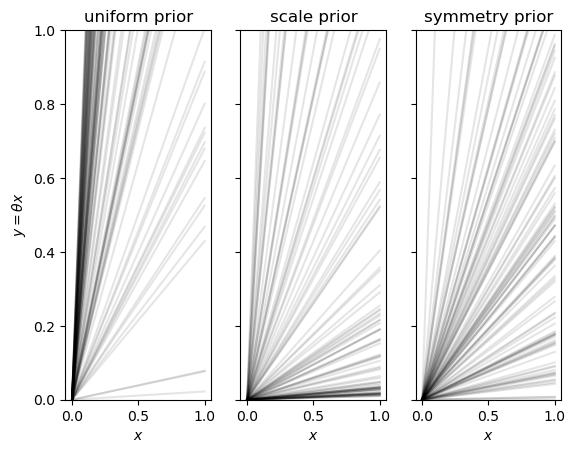 uniform prior
scale prior
symmetry prior
y = θx
1.0
0.8
0.6
0.4
0.2
0.0
0.0 0.5 1.0
0.0 0.5 1.0
0.0 0.5 1.0
x
x
x